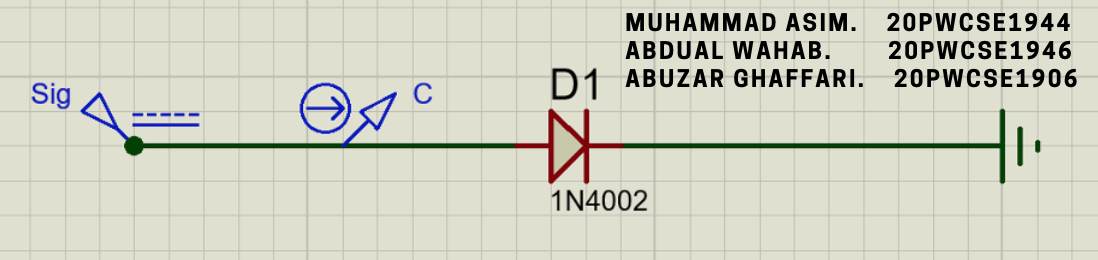 MUHAMMAD ASIM. 20PWCSE1944
ABDUAL WAHAB. 20PWCSE1946
ABUZAR GHAFFARI. 20PWCSE1906
Sig
C
D1
1N4002